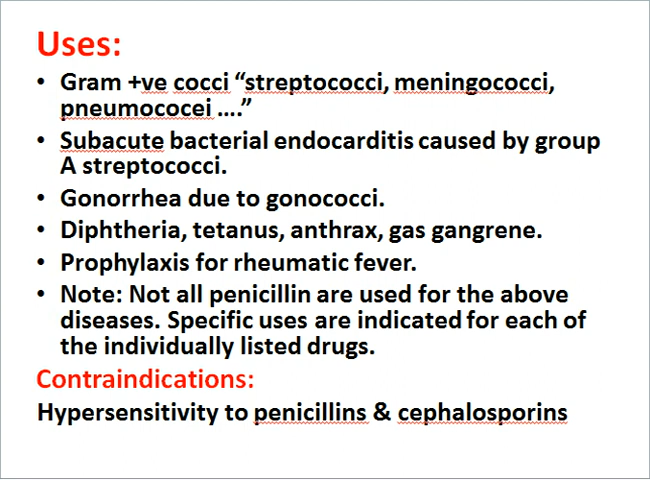 Uses:
• Gram +ve cocci “streptococci, meningococci,
pneumococei ....”
• Subacute bacterial endocarditis caused by group
A streptococci.
• Gonorrhea due to gonococci.
• Diphtheria, tetanus, anthrax, gas gangrene.
• Prophylaxis for rheumatic fever.
• Note: Not all penicillin are used for the above
diseases. Specific uses are indicated for each of
the individually listed drugs.
Contraindications:
Hypersensitivity to penicillins & cephalosporins